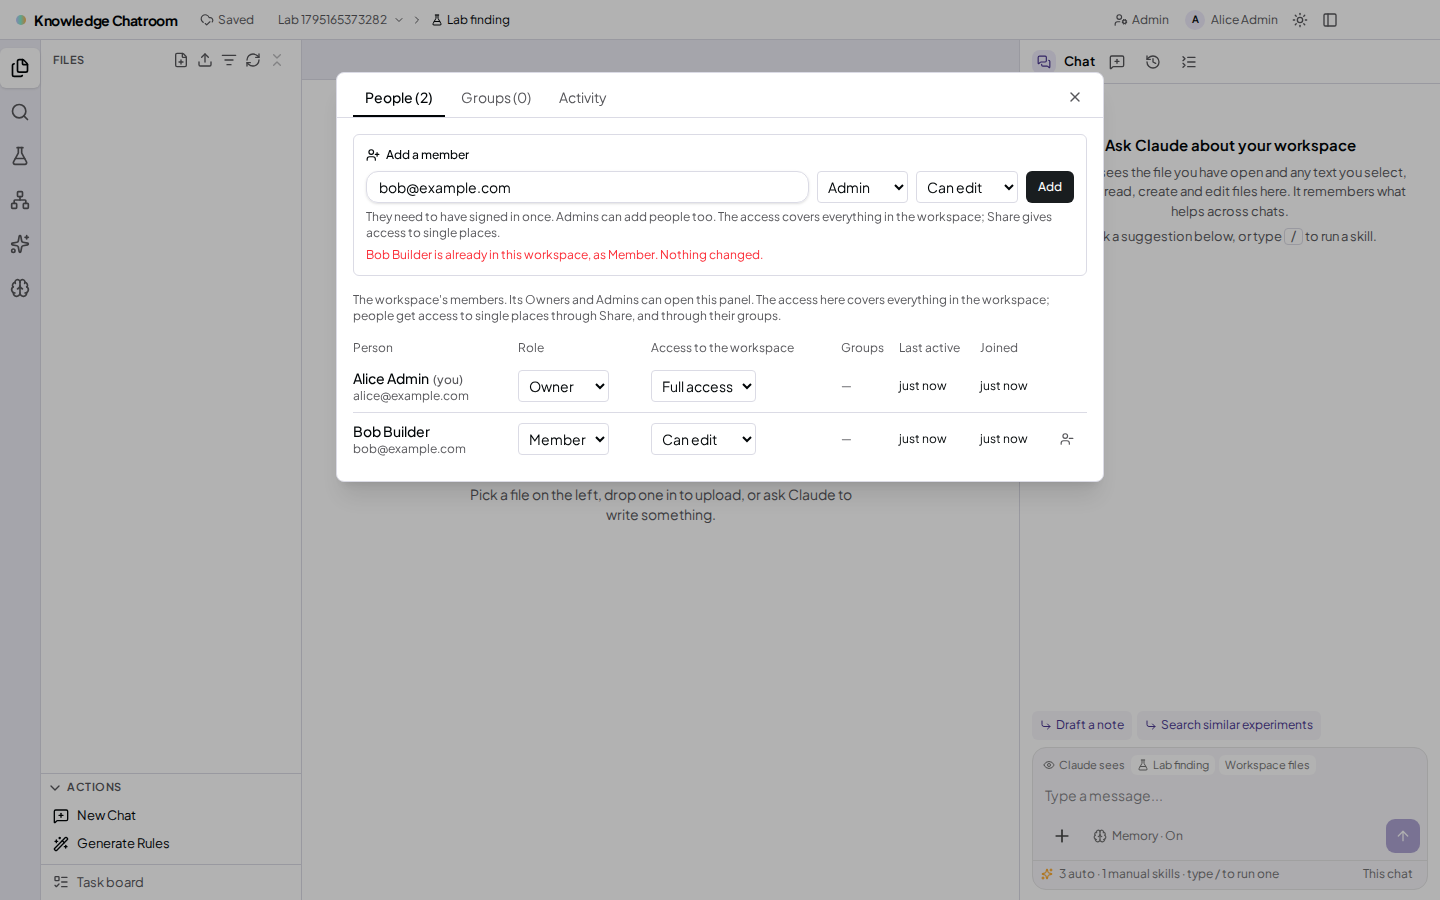 Knowledge Chatroom
Saved
Lab 1795165373282
Lab finding
Admin
A
Alice Admin
FILES
Chat
People (2)
Groups (0)
Activity
Add a member
bob@example.com
Admin
Can edit
Add
They need to have signed in once. Admins can add people too. The access covers everything in the workspace; Share gives
access to single places.
Bob Builder is already in this workspace, as Member. Nothing changed.
The workspace's members. Its Owners and Admins can open this panel. The access here covers everything in the workspace;
people get access to single places through Share, and through their groups.
Person
Role
Access to the workspace
Groups
Last active
Joined
Alice Admin (you)
alice@example.com
Owner
Full access
—
just now
just now
Bob Builder
bob@example.com
Member
Can edit
—
just now
just now
Pick a file on the left, drop one in to upload, or ask Claude to
write something.
Ask Claude about your workspace
sees the file you have open and any text you select,
read, create and edit files here. It remembers what
helps across chats.
a suggestion below, or type / to run a skill.
Draft a note
Search similar experiments
Claude sees
Lab finding
Workspace files
Type a message...
Memory · On
3 auto · 1 manual skills · type / to run one
This chat
ACTIONS
New Chat
Generate Rules
Task board